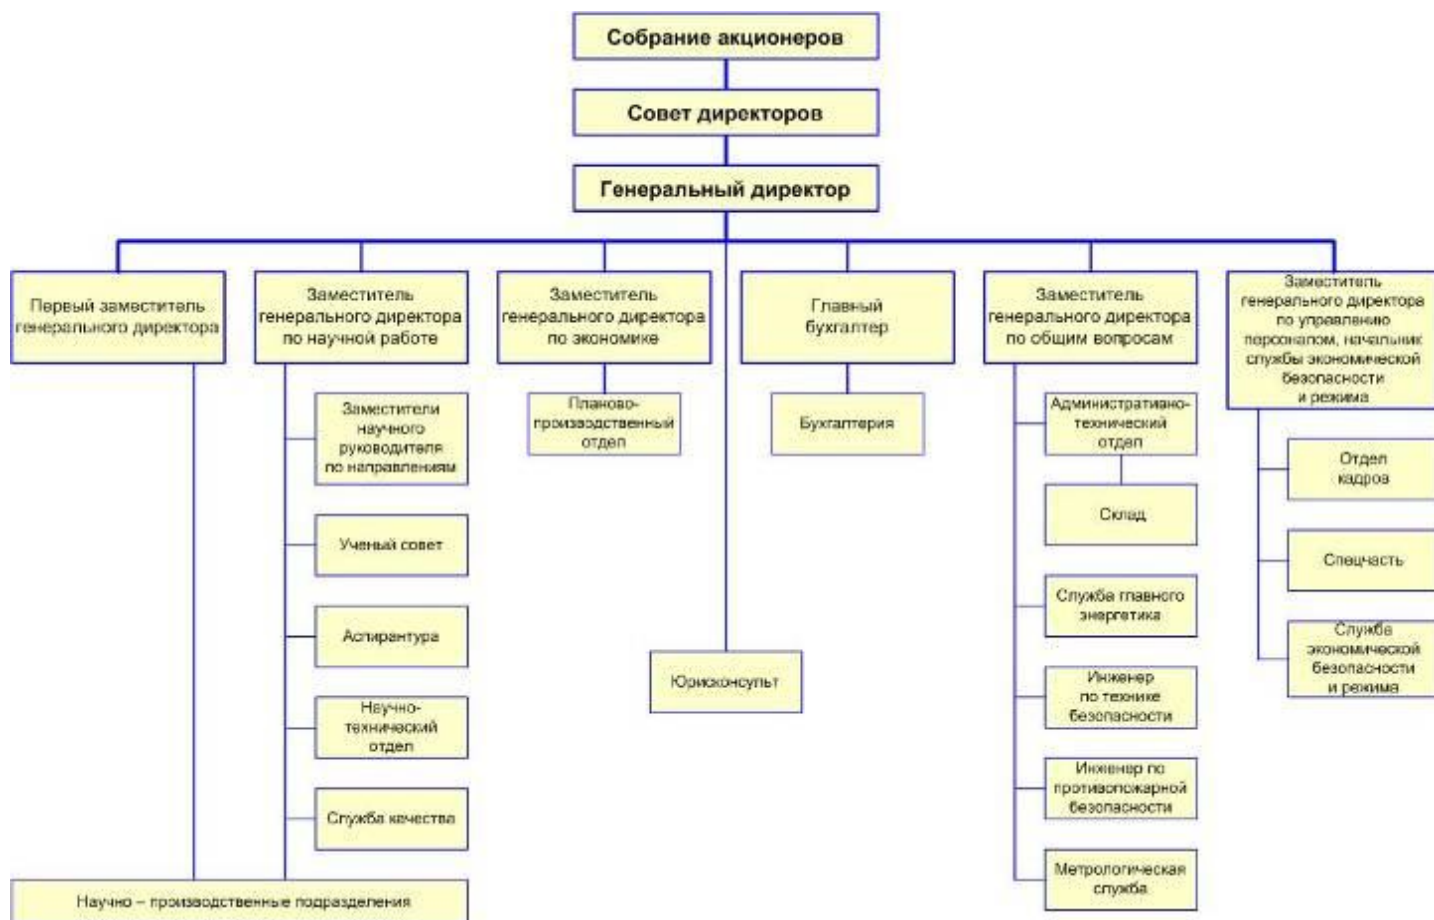 Собрание акционеров
Совет директоров
Генеральный директор
Первый заместитель
генерального директора
Заместитель
генерального директора
по научной работе
Заместитель
генерального директора
по экономике
Главный
бухгалтер
Заместитель
генерального директора
по общим вопросам
Заместитель
генерального директора
по управлению
персоналом, начальник
службы экономической
безопасности
и режима
Заместители
научного
руководителя
по направлениям
Ученый совет
Аспирантура
Научно-
технический
отдел
Служба качества
Научно – производственные подразделения
Планово-
производственный
отдел
Юрисконсульт
Бухгалтерия
Административно-
технический
отдел
Склад
Служба главного
энергетика
Инженер
по технике
безопасности
Инженер по
противопожарной
безопасности
Метрологическая
служба
Отдел
кадров
Спецчасть
Служба
экономической
безопасности
и режима